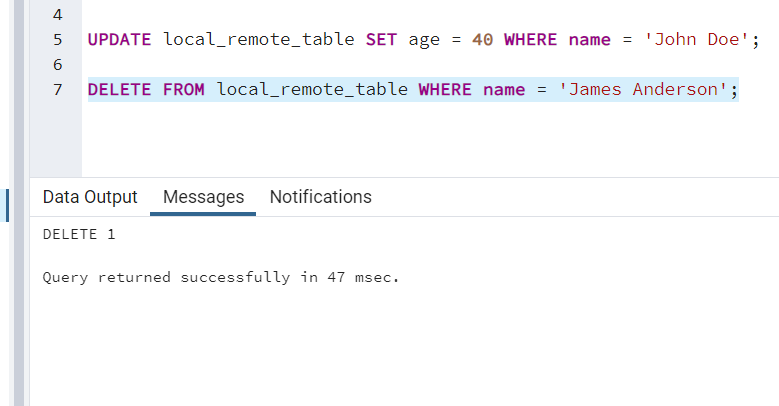 4
5 UPDATE local_remote_table SET age = 40 WHERE name = 'John Doe';
6
7 DELETE FROM local_remote_table WHERE name = 'James Anderson';
Data Output Messages Notifications
DELETE 1
Query returned successfully in 47 msec.